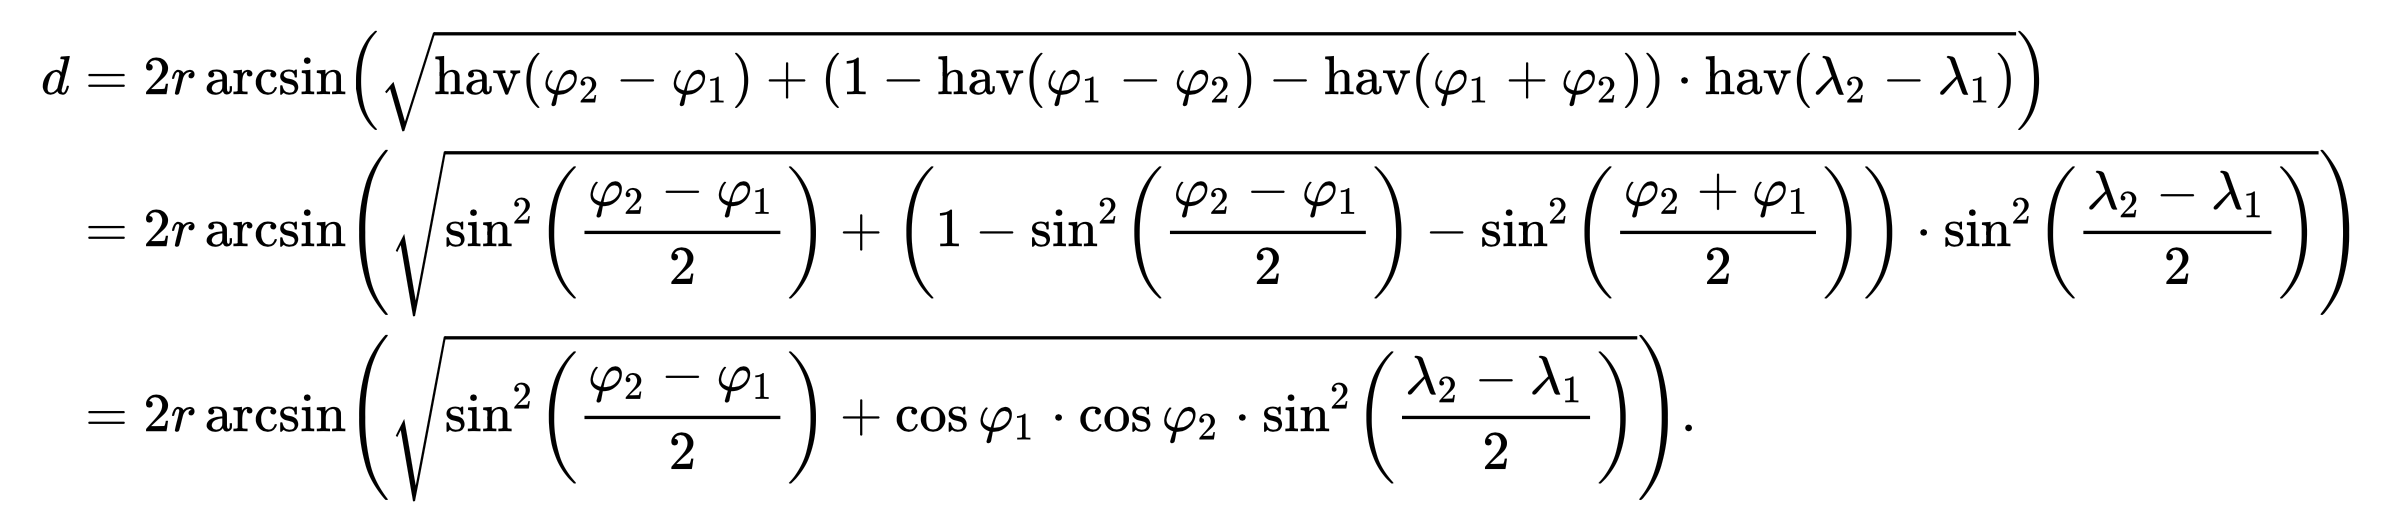 d = 2r arcsin(√(hav(φ₂ − φ₁) + (1 − hav(φ₁ − φ₂) − hav(φ₁ + φ₂)) · hav(λ₂ − λ₁)))
= 2r arcsin(√(sin²((φ₂ − φ₁)/2) + (1 − sin²((φ₂ − φ₁)/2) − sin²((φ₂ + φ₁)/2)) · sin²((λ₂ − λ₁)/2)))
= 2r arcsin(√(sin²((φ₂ − φ₁)/2) + cos φ₁ · cos φ₂ · sin²((λ₂ − λ₁)/2))).